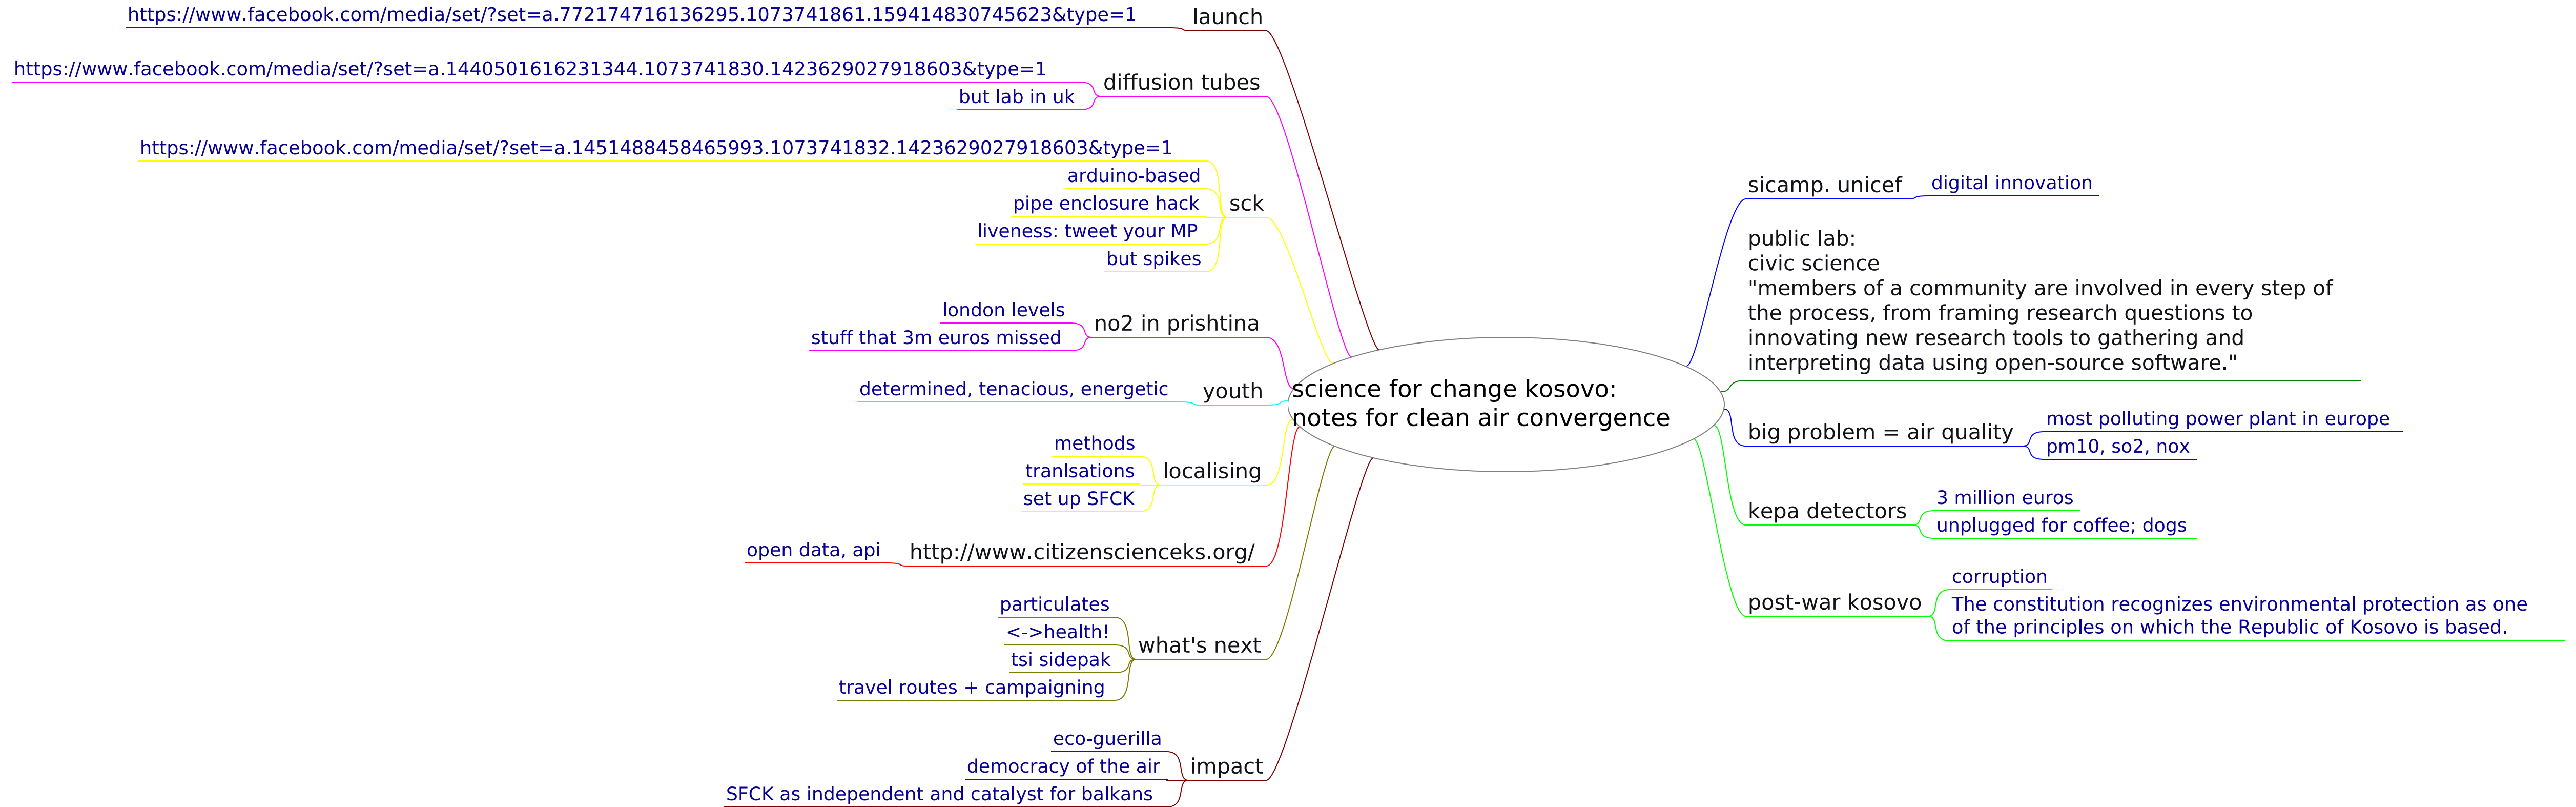 science for change kosovo:
notes for clean air convergence
launch
https://www.facebook.com/media/set/?set=a.772174716136295.1073741861.159414830745623&type=1
diffusion tubes
https://www.facebook.com/media/set/?set=a.1440501616231344.1073741830.1423629027918603&type=1
but lab in uk
sck
https://www.facebook.com/media/set/?set=a.1451488458465993.1073741832.1423629027918603&type=1
arduino-based
pipe enclosure hack
liveness: tweet your MP
but spikes
no2 in prishtina
london levels
stuff that 3m euros missed
youth
determined, tenacious, energetic
localising
methods
tranlsations
set up SFCK
http://www.citizenscienceks.org/
open data, api
what's next
particulates
<->health!
tsi sidepak
travel routes + campaigning
impact
eco-guerilla
democracy of the air
SFCK as independent and catalyst for balkans
sicamp. unicef
digital innovation
public lab:
civic science
"members of a community are involved in every step of
the process, from framing research questions to
innovating new research tools to gathering and
interpreting data using open-source software."
big problem = air quality
most polluting power plant in europe
pm10, so2, nox
kepa detectors
3 million euros
unplugged for coffee; dogs
post-war kosovo
corruption
The constitution recognizes environmental protection as one
of the principles on which the Republic of Kosovo is based.